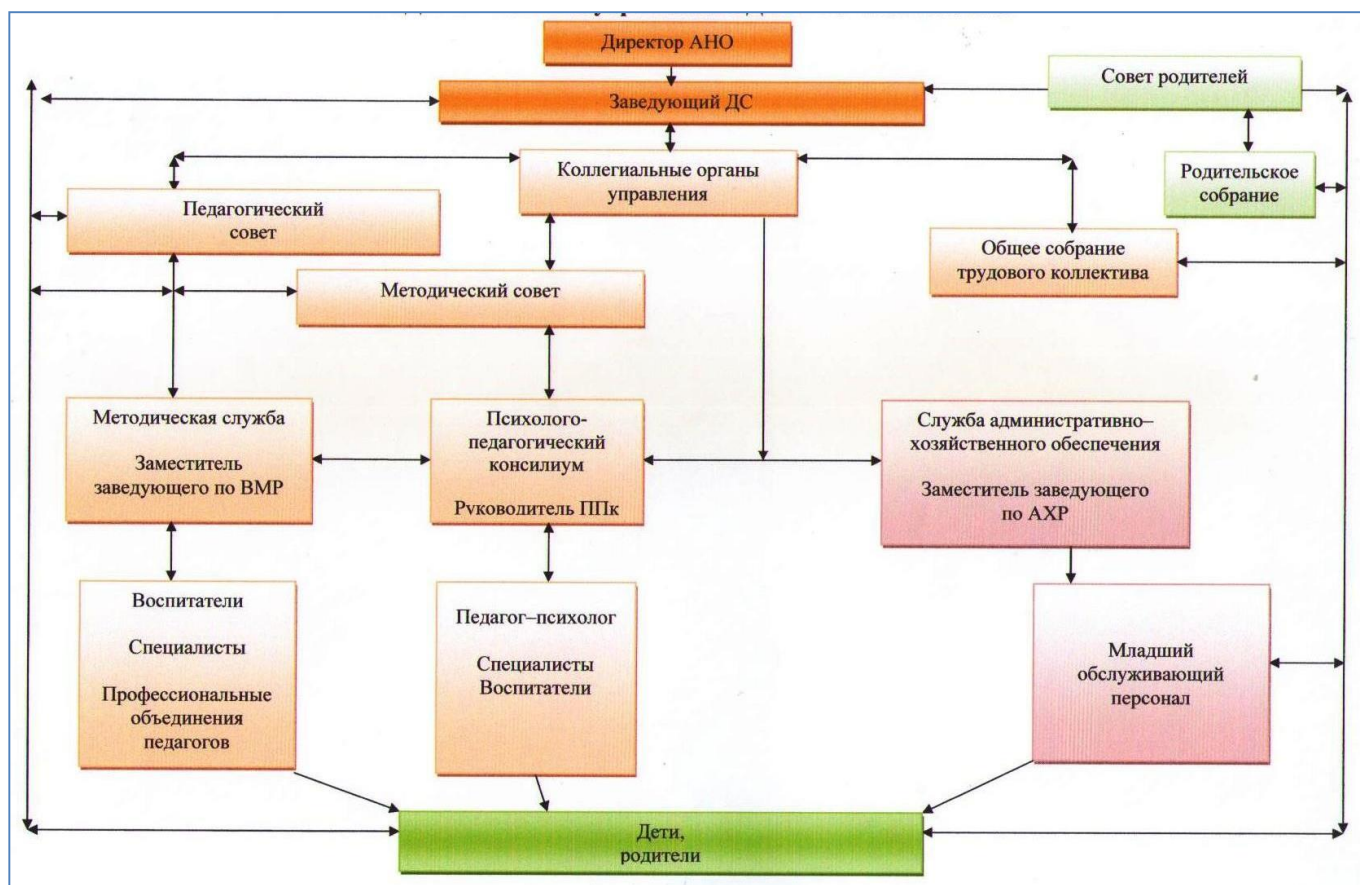 Директор АНО
Заведующий ДС
Совет родителей
Коллегиальные органы
управления
Родительское
собрание
Педагогический
совет
Общее собрание
трудового коллектива
Методический совет
Методическая служба
Заместитель
заведующего по ВМР
Психолого-
педагогический
консилиум
Руководитель ППк
Служба административно–
хозяйственного обеспечения
Заместитель заведующего
по АХР
Воспитатели
Специалисты
Профессиональные
объединения
педагогов
Педагог–психолог
Специалисты
Воспитатели
Младший
обслуживающий
персонал
Дети,
родители